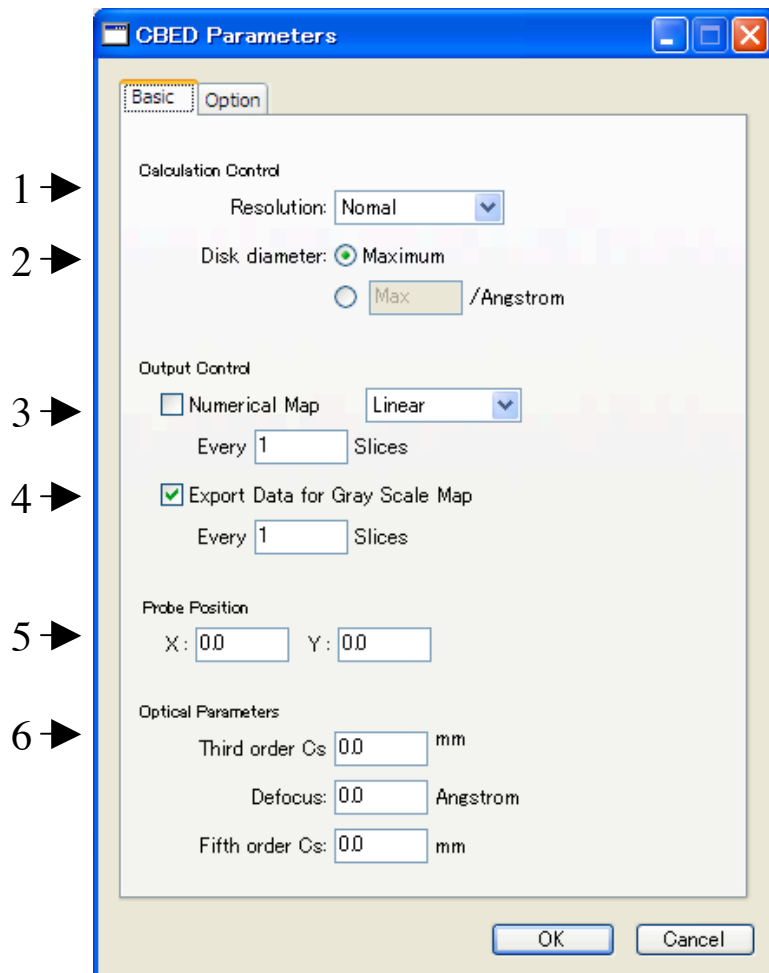 CBED Parameters
Basic Option
Calculation Control
1 Resolution: Nomal
2 Disk diameter: Maximum
Max /Angstrom
Output Control
3 Numerical Map Linear
Every 1 Slices
4 Export Data for Gray Scale Map
Every 1 Slices
Probe Position
5 X : 0.0 Y : 0.0
Optical Parameters
6 Third order Cs 0.0 mm
Defocus: 0.0 Angstrom
Fifth order Cs: 0.0 mm
OK Cancel